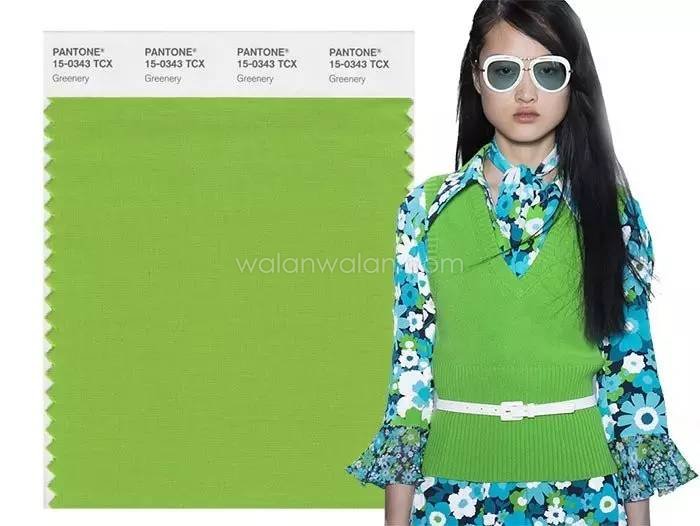 PANTONE® PANTONE® PANTONE® PANTONE®
15-0343 TCX 15-0343 TCX 15-0343 TCX 15-0343 TCX
Greenery Greenery Greenery Greenery
walanwalan.com